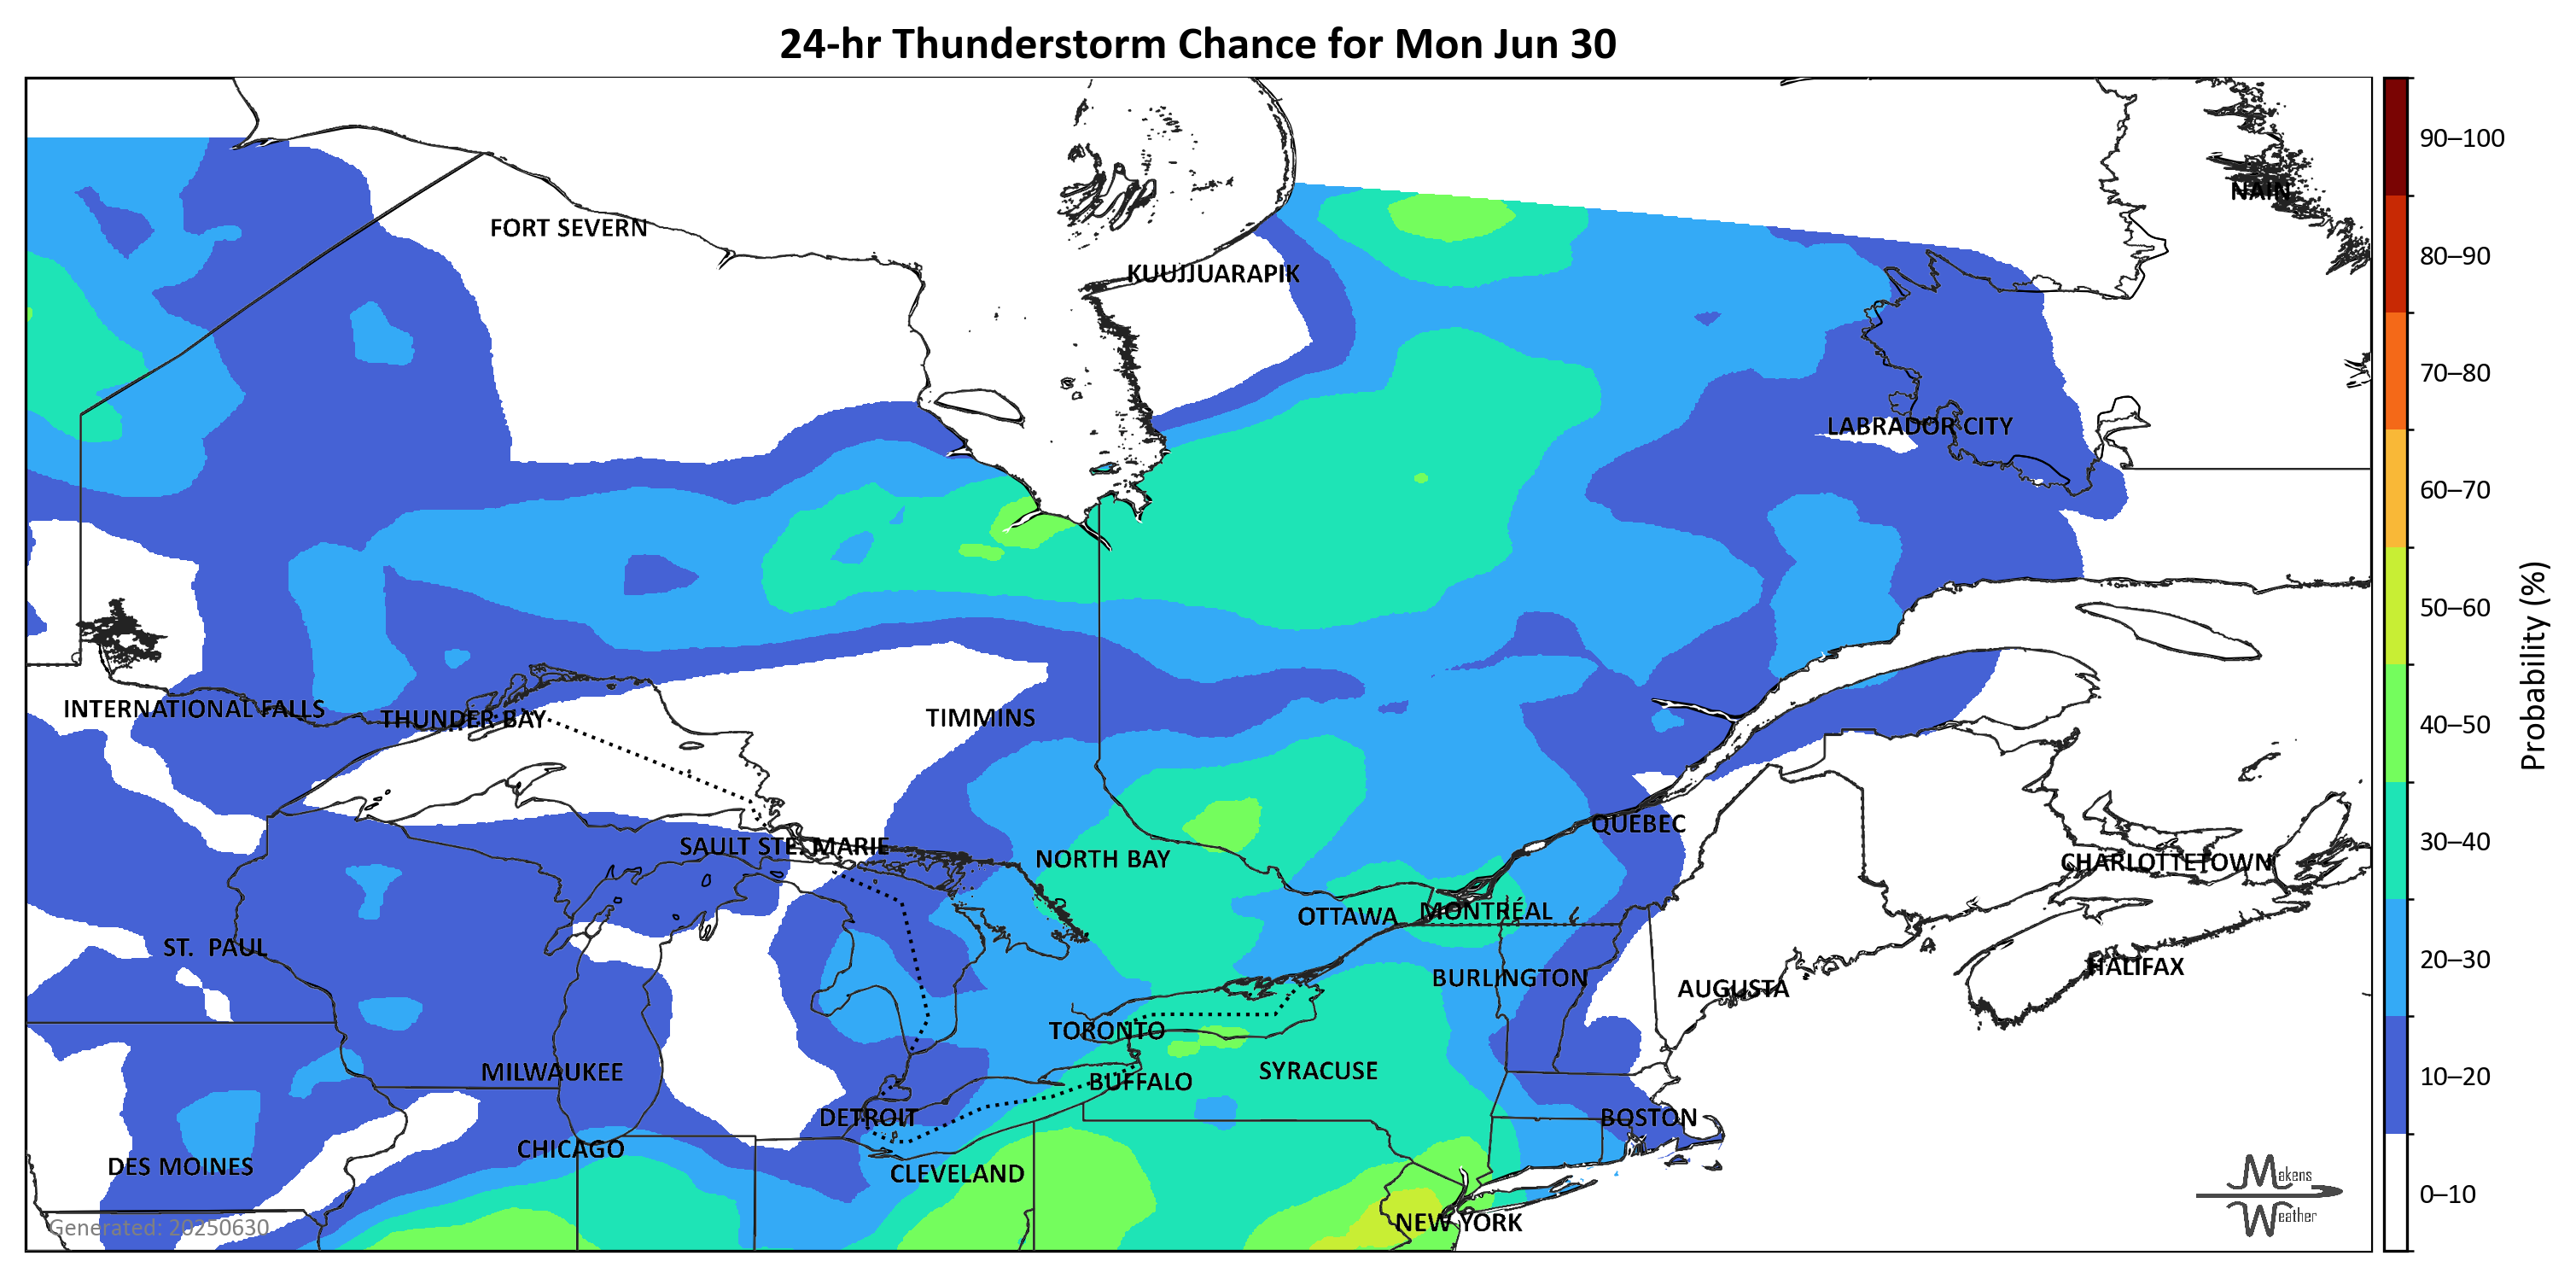 24-hr Thunderstorm Chance for Mon Jun 30
90–100
NAIN
FORT SEVERN
80–90
KUUJJUARAPIK
70–80
LABRADOR CITY
60–70
50–60
Probability (%)
INTERNATIONAL FALLS
THUNDER BAY
TIMMINS
40–50
QUEBEC
SAULT STE. MARIE
NORTH BAY
30–40
CHARLOTTETOWN
OTTAWA
MONTRÉAL
ST. PAUL
20–30
HALIFAX
BURLINGTON
AUGUSTA
TORONTO
SYRACUSE
MILWAUKEE
BUFFALO
10–20
DETROIT
BOSTON
CHICAGO
DES MOINES
CLEVELAND
Makens
Weather
0–10
NEW YORK
Generated: 20250630